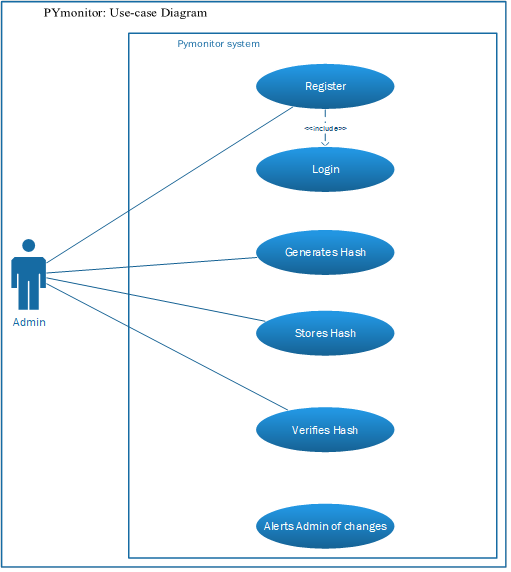 PYmonitor: Use-case Diagram
Pymonitor system
Register
<<include>>
Login
Generates Hash
Admin
Stores Hash
Verifies Hash
Alerts Admin of changes